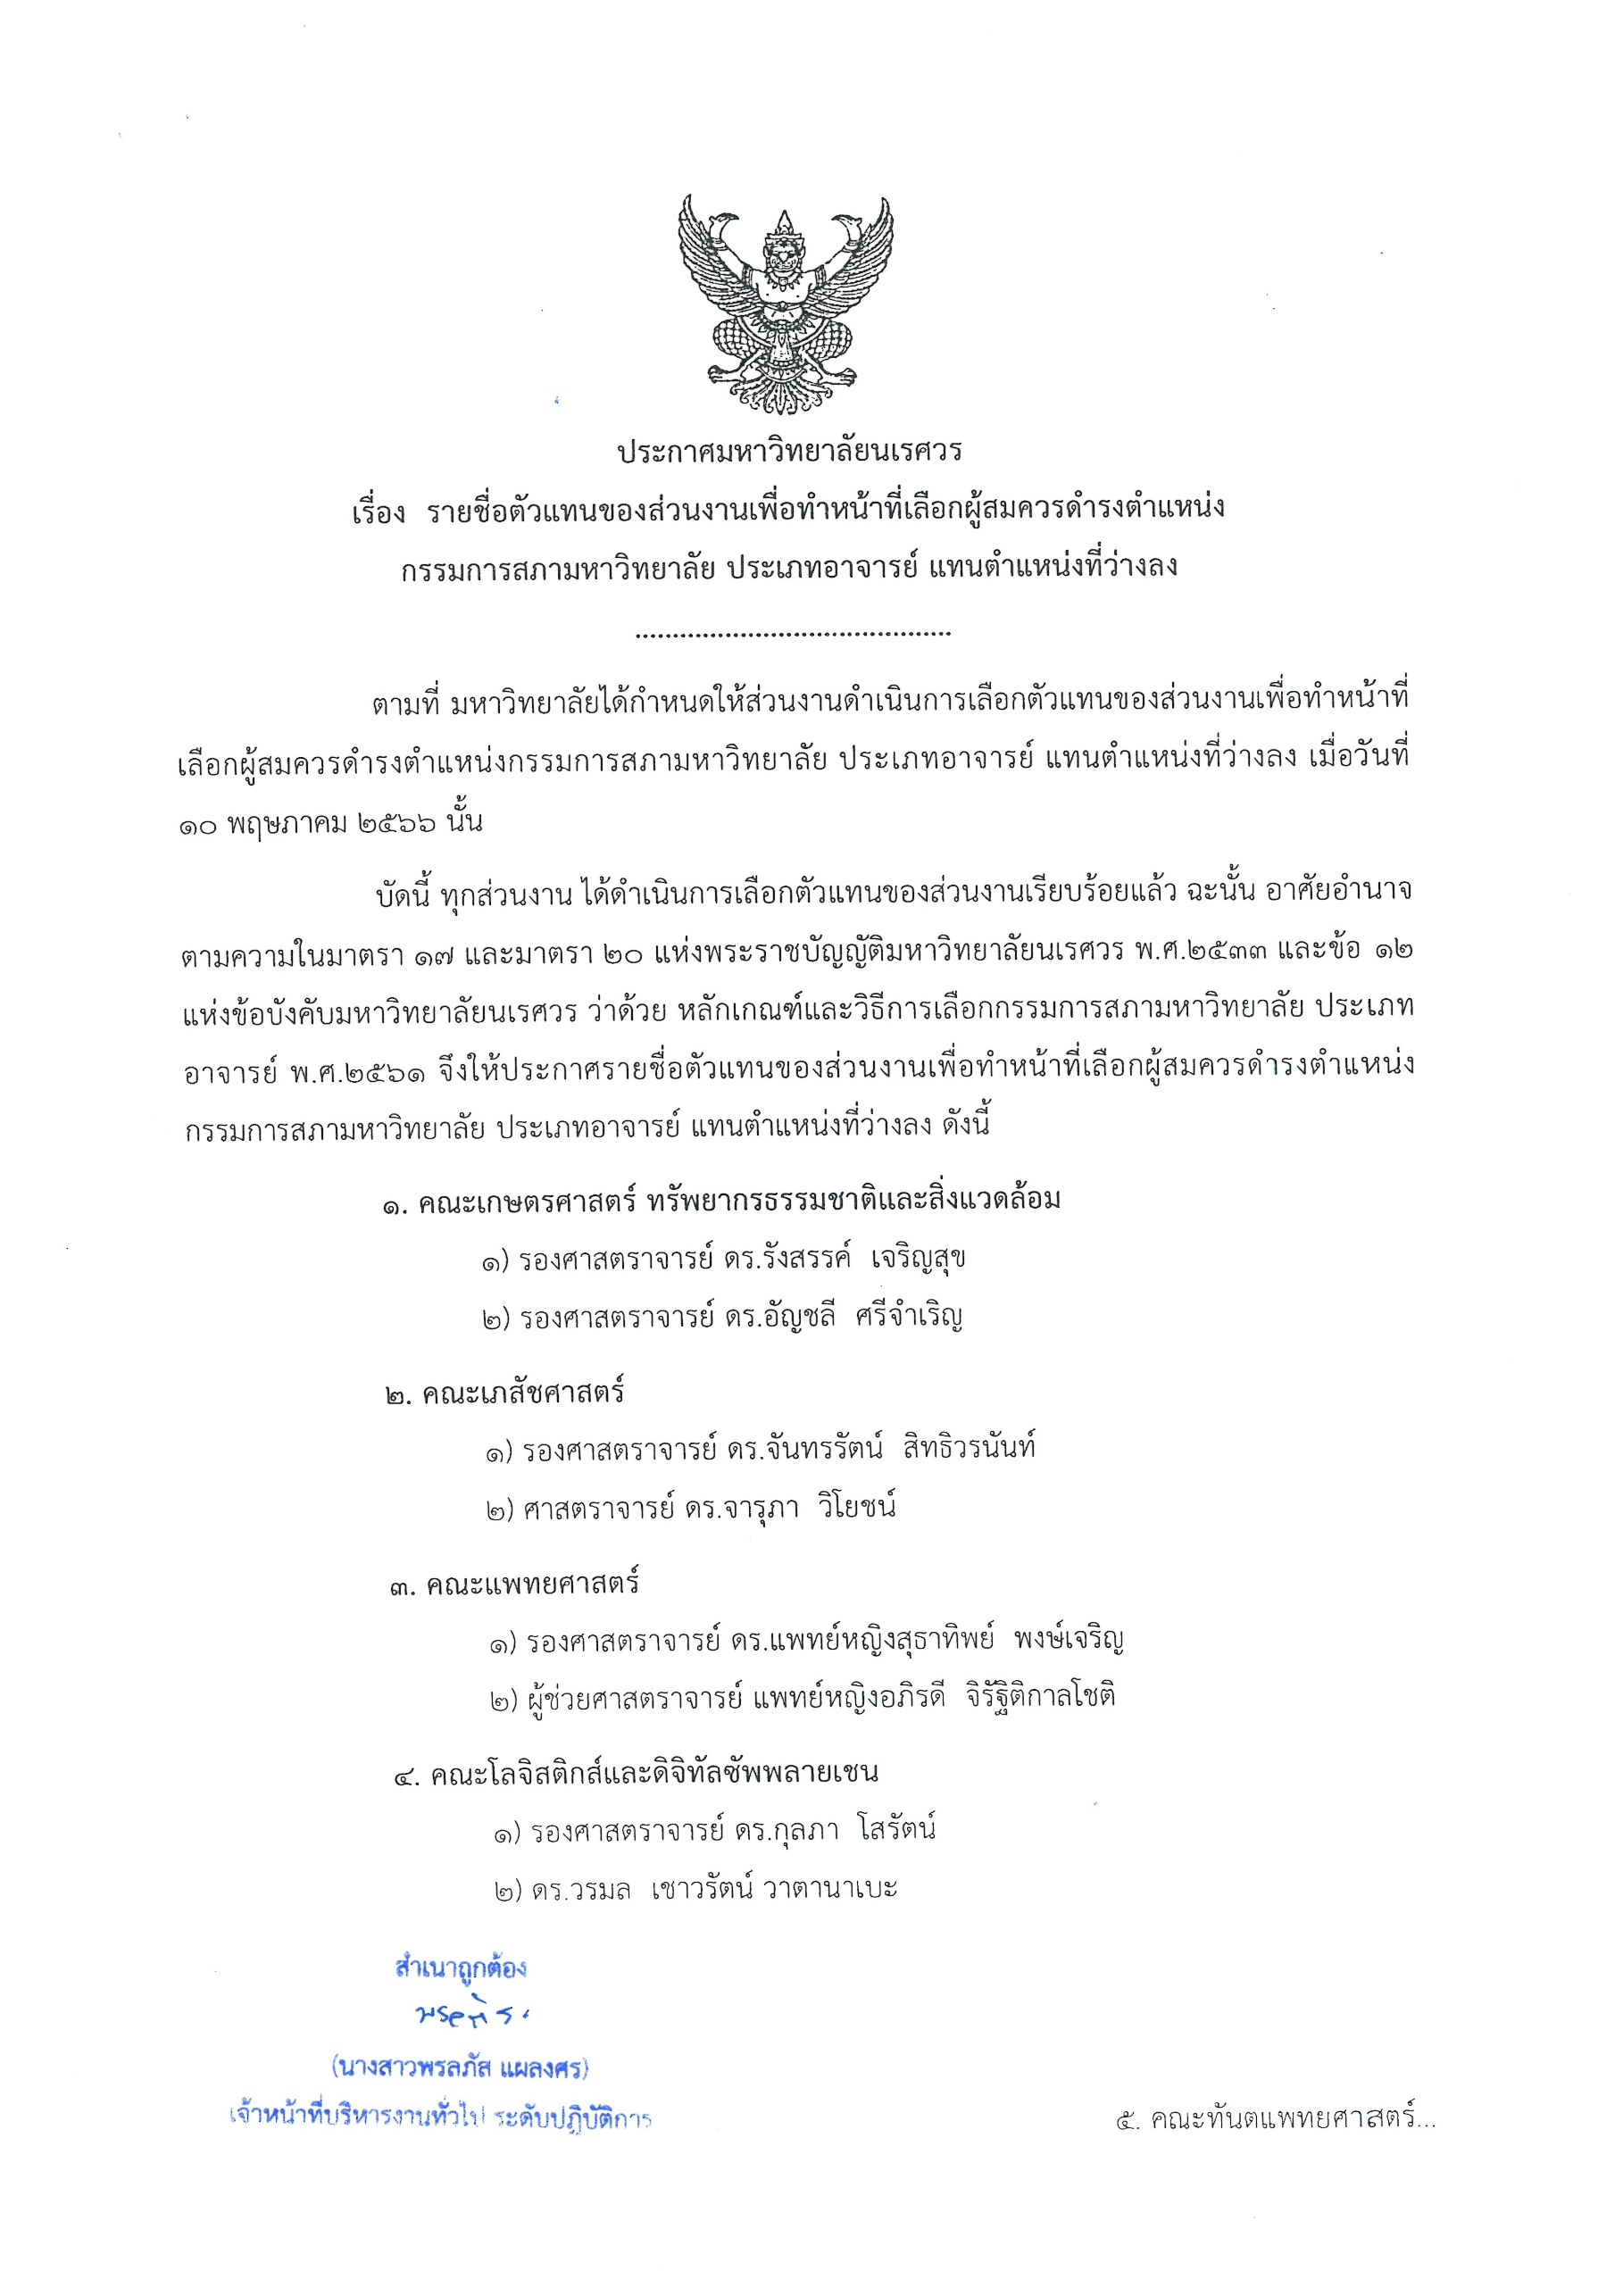 ประกาศมหาวิทยาลัยนเรศวร
เรื่อง รายชื่อตัวแทนของส่วนงานเพื่อทำหน้าที่เลือกผู้สมควรดำรงตำแหน่ง
กรรมการสภามหาวิทยาลัย ประเภทอาจารย์ แทนตำแหน่งที่ว่างลง
..........................................
ตามที่ มหาวิทยาลัยได้กำหนดให้ส่วนงานดำเนินการเลือกตัวแทนของส่วนงานเพื่อทำหน้าที่
เลือกผู้สมควรดำรงตำแหน่งกรรมการสภามหาวิทยาลัย ประเภทอาจารย์ แทนตำแหน่งที่ว่างลง เมื่อวันที่
๑๐ พฤษภาคม ๒๕๖๖ นั้น
บัดนี้ ทุกส่วนงาน ได้ดำเนินการเลือกตัวแทนของส่วนงานเรียบร้อยแล้ว ฉะนั้น อาศัยอำนาจ
ตามความในมาตรา ๑๗ และมาตรา ๒๐ แห่งพระราชบัญญัติมหาวิทยาลัยนเรศวร พ.ศ.๒๕๓๓ และข้อ ๑๒
แห่งข้อบังคับมหาวิทยาลัยนเรศวร ว่าด้วย หลักเกณฑ์และวิธีการเลือกกรรมการสภามหาวิทยาลัย ประเภท
อาจารย์ พ.ศ.๒๕๖๑ จึงให้ประกาศรายชื่อตัวแทนของส่วนงานเพื่อทำหน้าที่เลือกผู้สมควรดำรงตำแหน่ง
กรรมการสภามหาวิทยาลัย ประเภทอาจารย์ แทนตำแหน่งที่ว่างลง ดังนี้
๑. คณะเกษตรศาสตร์ ทรัพยากรธรรมชาติและสิ่งแวดล้อม
๑) รองศาสตราจารย์ ดร.รังสรรค์ เจริญสุข
๒) รองศาสตราจารย์ ดร.อัญชลี ศรีจำเริญ
๒. คณะเภสัชศาสตร์
๑) รองศาสตราจารย์ ดร.จันทรรัตน์ สิทธิวรนันท์
๒) ศาสตราจารย์ ดร.จารุภา วิโยชน์
๓. คณะแพทยศาสตร์
๑) รองศาสตราจารย์ ดร.แพทย์หญิงสุธาทิพย์ พงษ์เจริญ
๒) ผู้ช่วยศาสตราจารย์ แพทย์หญิงอภิรดี จิรัฐิติกาลโชติ
๔. คณะโลจิสติกส์และดิจิทัลซัพพลายเชน
๑) รองศาสตราจารย์ ดร.กุลภา โสรัตน์
๒) ดร.วรมล เชาวรัตน์ วาตานาเบะ
สำเนาถูกต้อง
(นางสาวพรลภัส แผลงศร)
เจ้าหน้าที่บริหารงานทั่วไป ระดับปฏิบัติการ
๕. คณะทันตแพทยศาสตร์...